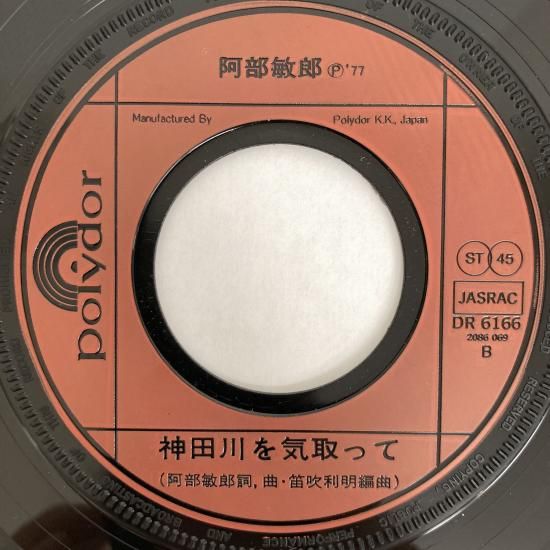 阿部敏郎 Ⓟ'77
Manufactured By
Polydor K.K., Japan
polydor
ST 45
JASRAC
DR 6166
2086 069
B
神田川を気取って
(阿部敏郎詞, 曲・笛吹利明編曲)